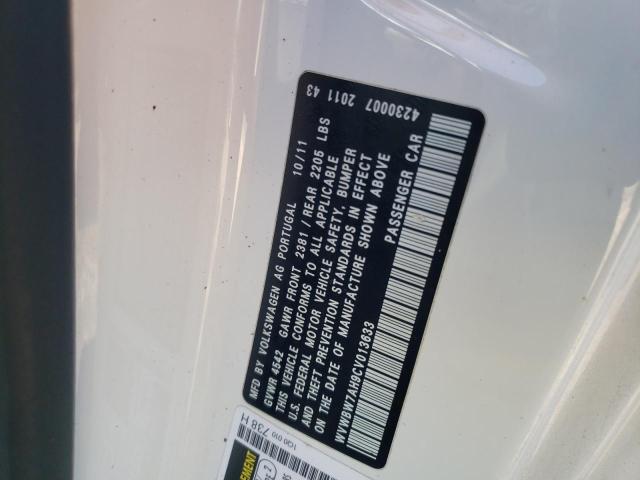 4230007 2011 43
MFD BY VOLKSWAGEN AG PORTUGAL 10/11
GVWR 4542 GAWR FRONT 2381 / REAR 2205 LBS
THIS VEHICLE CONFORMS TO ALL APPLICABLE
U.S. FEDERAL MOTOR VEHICLE SAFETY, BUMPER
AND THEFT PREVENTION STANDARDS IN EFFECT
ON THE DATE OF MANUFACTURE SHOWN ABOVE
PASSENGER CAR
WVWBW7AH9CV013633
1Q0 010 738 H